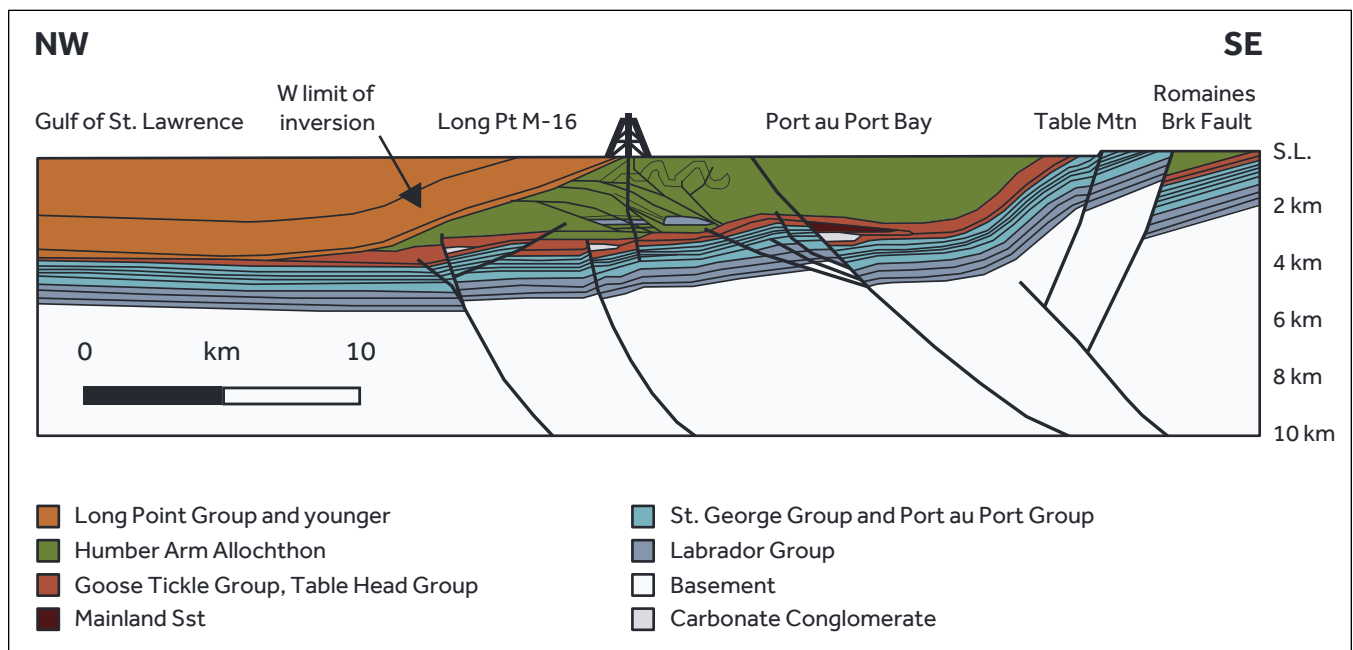 NW
SE
W limit of
inversion
Romaines
Brk Fault
Gulf of St. Lawrence
Long Pt M-16
Port au Port Bay
Table Mtn
S.L.
2 km
4 km
6 km
8 km
10 km
0 km 10
Long Point Group and younger
Humber Arm Allochthon
Goose Tickle Group, Table Head Group
Mainland Sst
St. George Group and Port au Port Group
Labrador Group
Basement
Carbonate Conglomerate